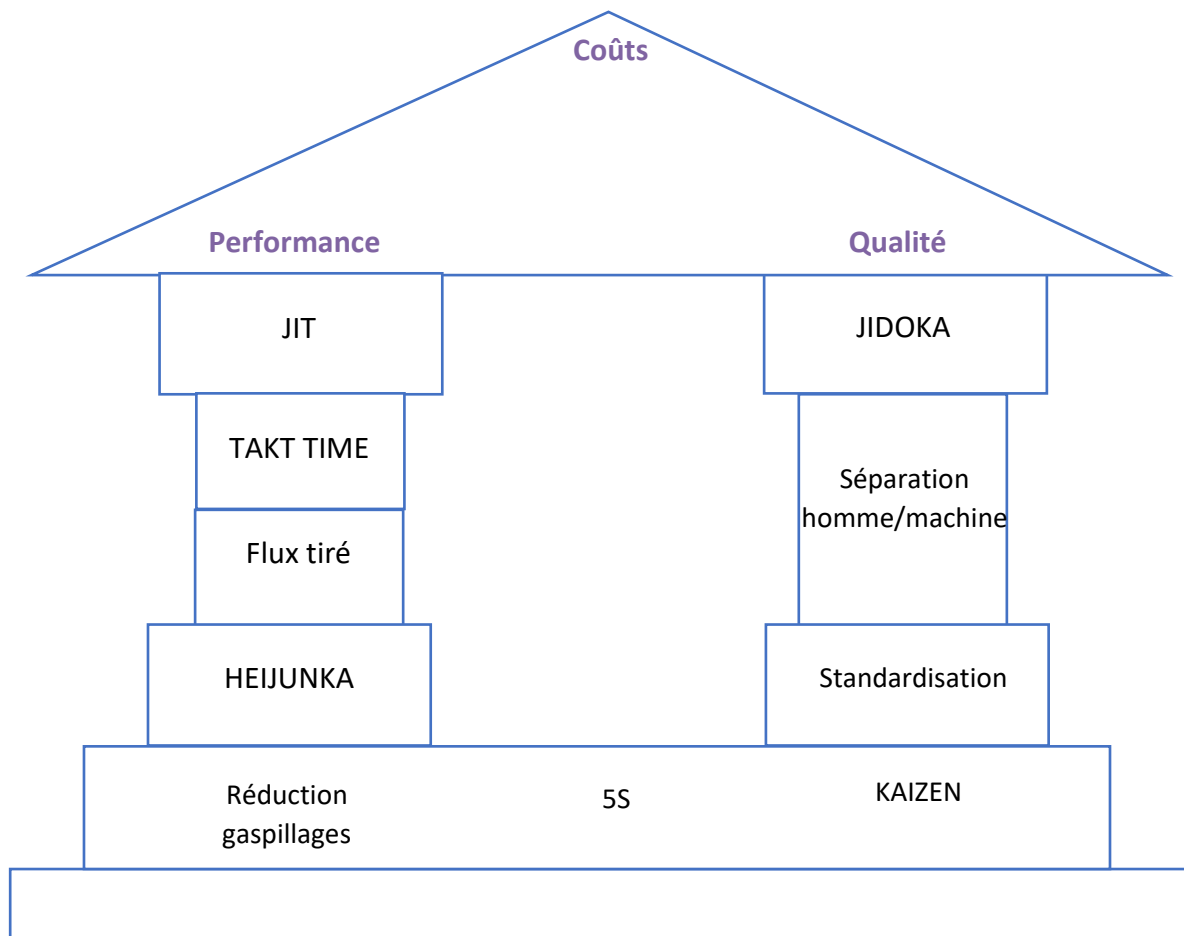 Coûts
Performance
Qualité
JIT
JIDOKA
TAKT TIME
Séparation
homme/machine
Flux tiré
HEIJUNKA
Standardisation
Réduction
gaspillages
5S
KAIZEN